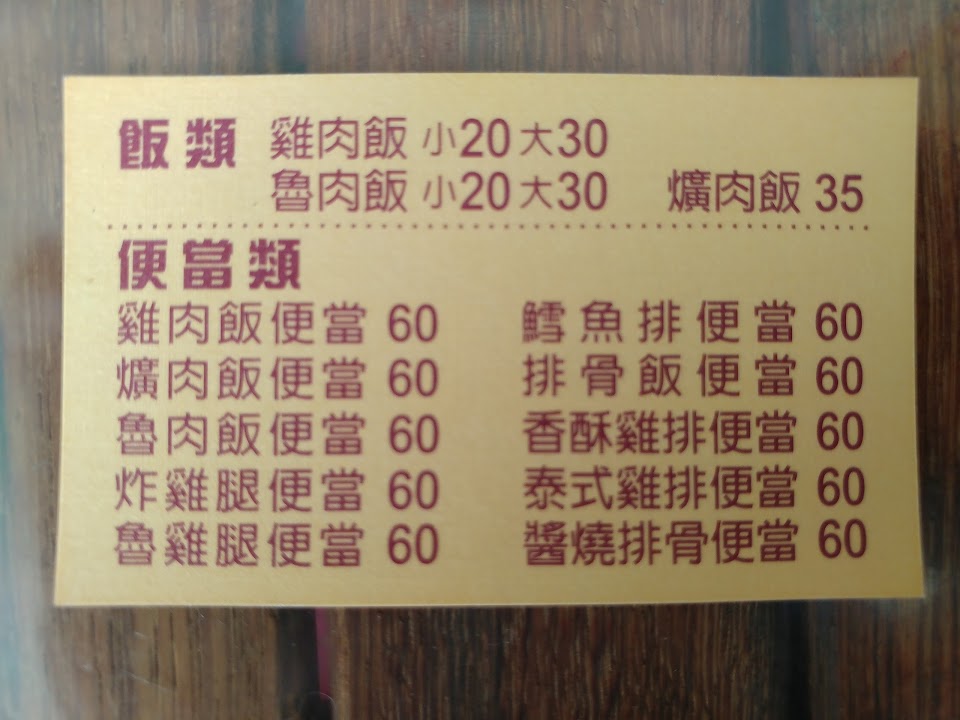 飯類 雞肉飯 小20大30
魯肉飯 小20大30 爌肉飯 35
便當類
雞肉飯便當 60 鱈魚排便當 60
爌肉飯便當 60 排骨飯便當 60
魯肉飯便當 60 香酥雞排便當 60
炸雞腿便當 60 泰式雞排便當 60
魯雞腿便當 60 醬燒排骨便當 60